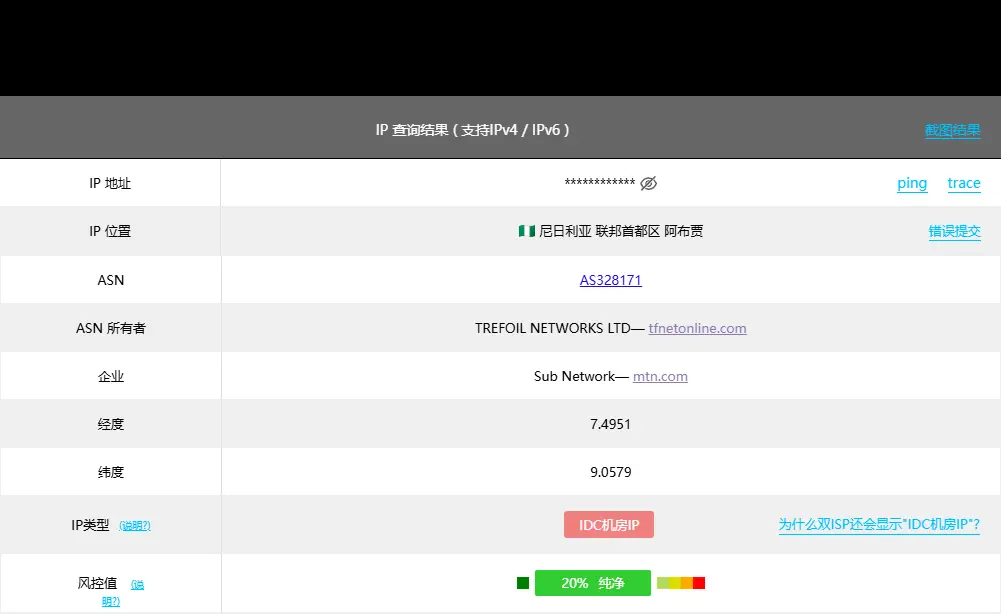 IP 查询结果 ( 支持IPv4 / IPv6 ) 截图结果
IP 地址 ************ ping trace
IP 位置 尼日利亚 联邦首都区 阿布贾 错误提交
ASN AS328171
ASN 所有者 TREFOIL NETWORKS LTD— tfnetonline.com
企业 Sub Network— mtn.com
经度 7.4951
纬度 9.0579
IP类型 (说明?) IDC机房IP 为什么双ISP还会显示"IDC机房IP"?
风控值 (说 20% 纯净
明?)